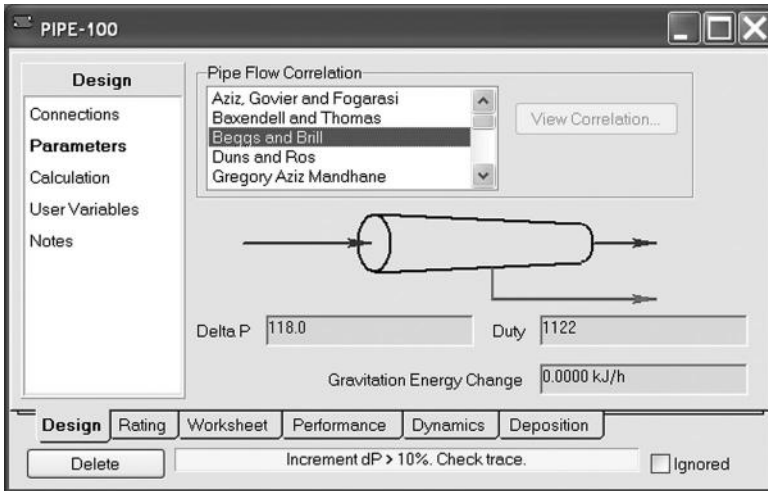 PIPE-100
Design
Connections
Parameters
Calculation
User Variables
Notes
Pipe Flow Correlation
Aziz, Govier and Fogarasi
Baxendell and Thomas
Beggs and Brill
Duns and Ros
Gregory Aziz Mandhane
View Correlation...
Delta P 118.0 Duty 1122
Gravitation Energy Change 0.0000 kJ/h
Design Rating Worksheet Performance Dynamics Deposition
Delete Increment dP > 10%. Check trace. Ignored